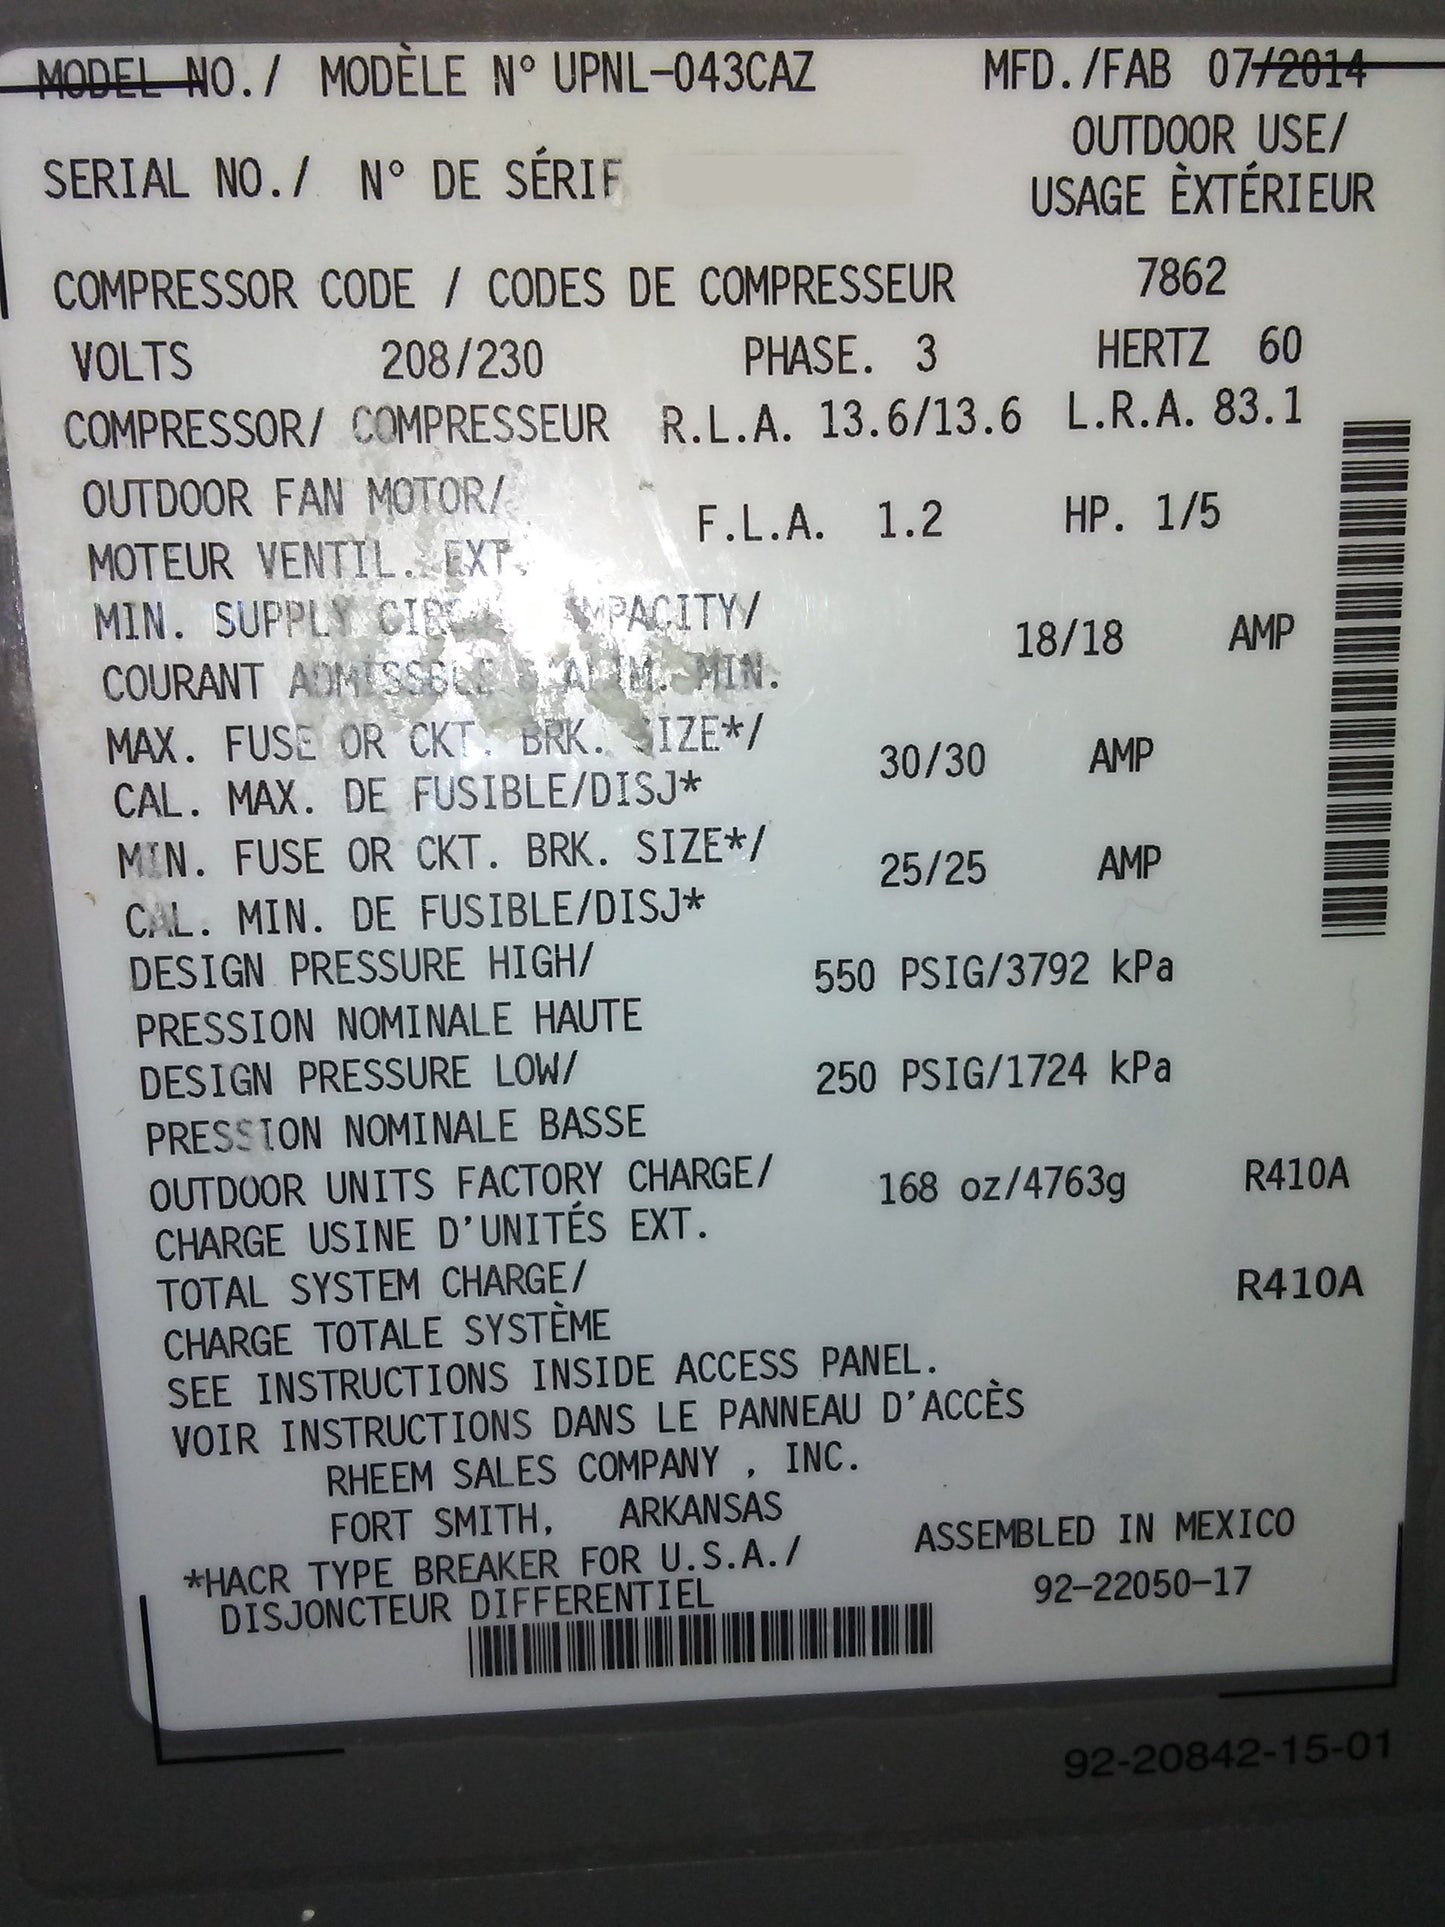 MODEL NO./ MODÈLE N° UPNL-043CAZ MFD./FAB 07/2014
OUTDOOR USE/
SERIAL NO./ N° DE SÉRIE USAGE ÈXTÉRIEUR
COMPRESSOR CODE / CODES DE COMPRESSEUR 7862
VOLTS 208/230 PHASE. 3 HERTZ 60
COMPRESSOR/ COMPRESSEUR R.L.A. 13.6/13.6 L.R.A. 83.1
OUTDOOR FAN MOTOR/ F.L.A. 1.2 HP. 1/5
MOTEUR VENTIL. EXT.
MIN. SUPPLY 18/18 AMP
COURANT MIN.
MAX. FUSE OR CKT. BRK. SIZE*/ 30/30 AMP
CAL. MAX. DE FUSIBLE/DISJ*
MIN. FUSE OR CKT. BRK. SIZE*/ 25/25 AMP
CAL. MIN. DE FUSIBLE/DISJ*
DESIGN PRESSURE HIGH/ 550 PSIG/3792 kPa
PRESSION NOMINALE HAUTE
DESIGN PRESSURE LOW/ 250 PSIG/1724 kPa
PRESSION NOMINALE BASSE
OUTDOOR UNITS FACTORY CHARGE/ 168 oz/4763g R410A
CHARGE USINE D'UNITÉS EXT.
TOTAL SYSTEM CHARGE/ R410A
CHARGE TOTALE SYSTÈME
SEE INSTRUCTIONS INSIDE ACCESS PANEL.
VOIR INSTRUCTIONS DANS LE PANNEAU D'ACCÈS
RHEEM SALES COMPANY , INC.
FORT SMITH, ARKANSAS
ASSEMBLED IN MEXICO
*HACR TYPE BREAKER FOR U.S.A./
DISJONCTEUR DIFFERENTIEL
92-22050-17
92-20842-15-01